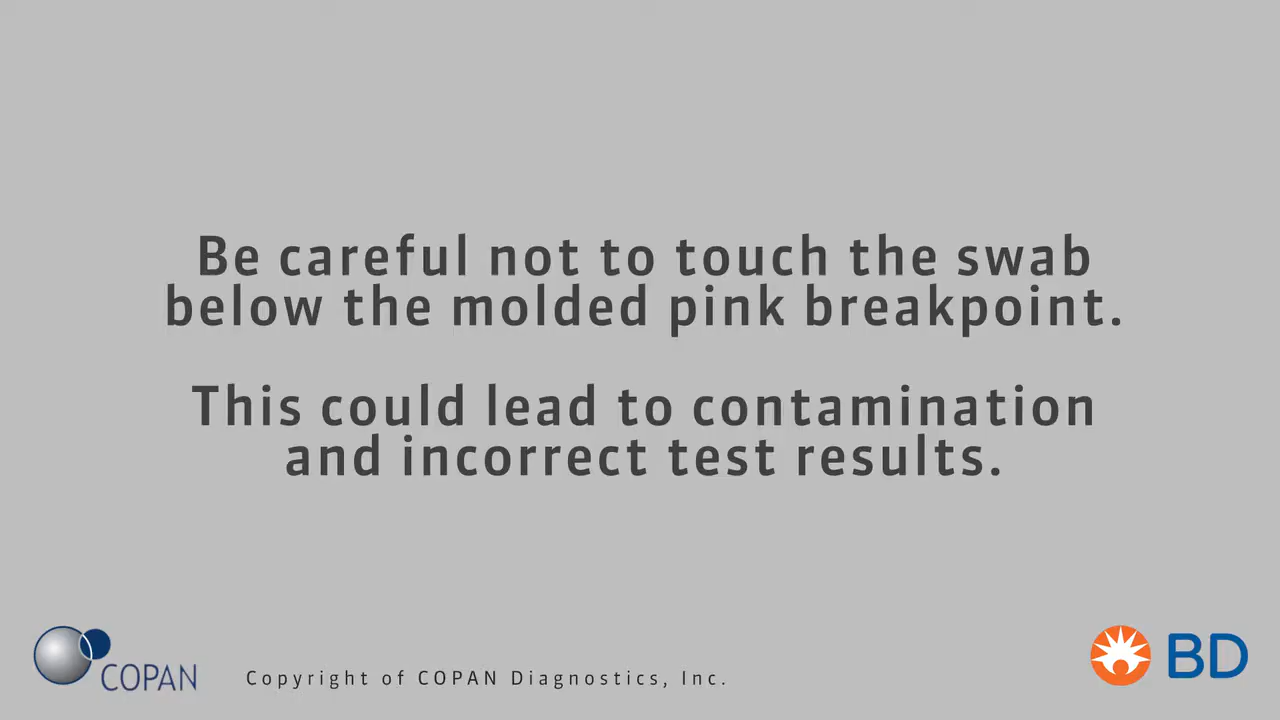 Be careful not to touch the swab
below the molded pink breakpoint.
This could lead to contamination
and incorrect test results.
COPAN
Copyright of COPAN Diagnostics, Inc.
BD